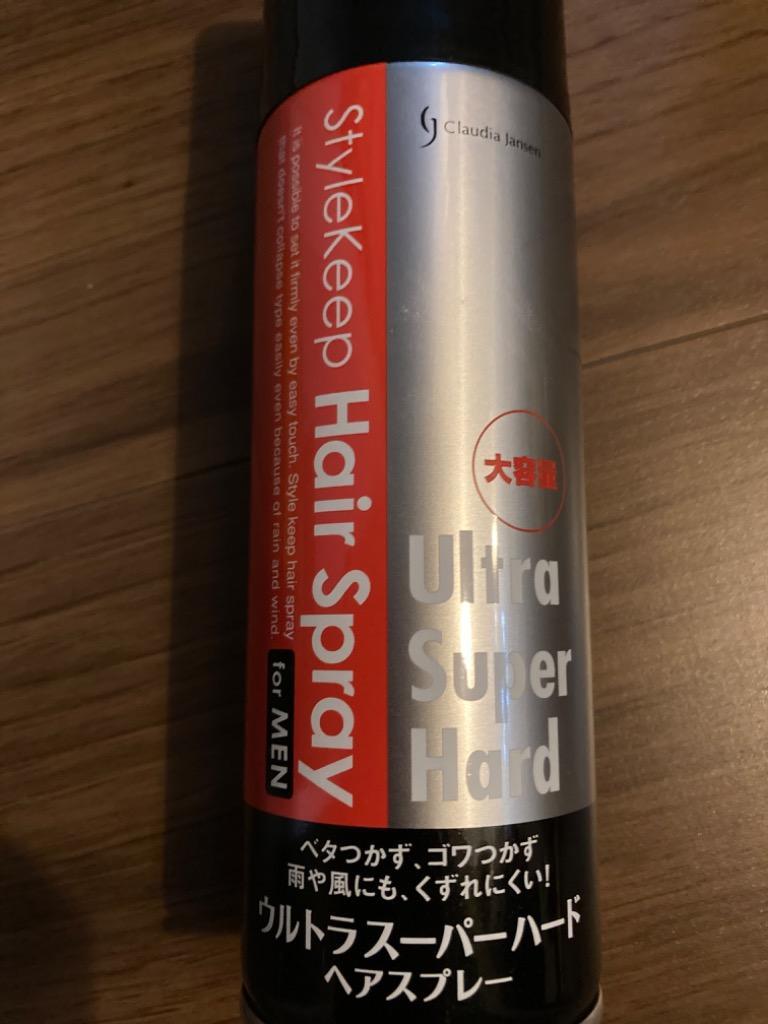 Claudia Jansen
StyleKeep Hair Spray
It is possible to set it firmly even by easy touch. Style keep hair spray
that doesn't collapse type easily even because of rain and wind.
for MEN
大容量
Ultra
Super
Hard
ベタつかず、ゴワつかず
雨や風にも、くずれにくい!
ウルトラスーパーハード
ヘアスプレー